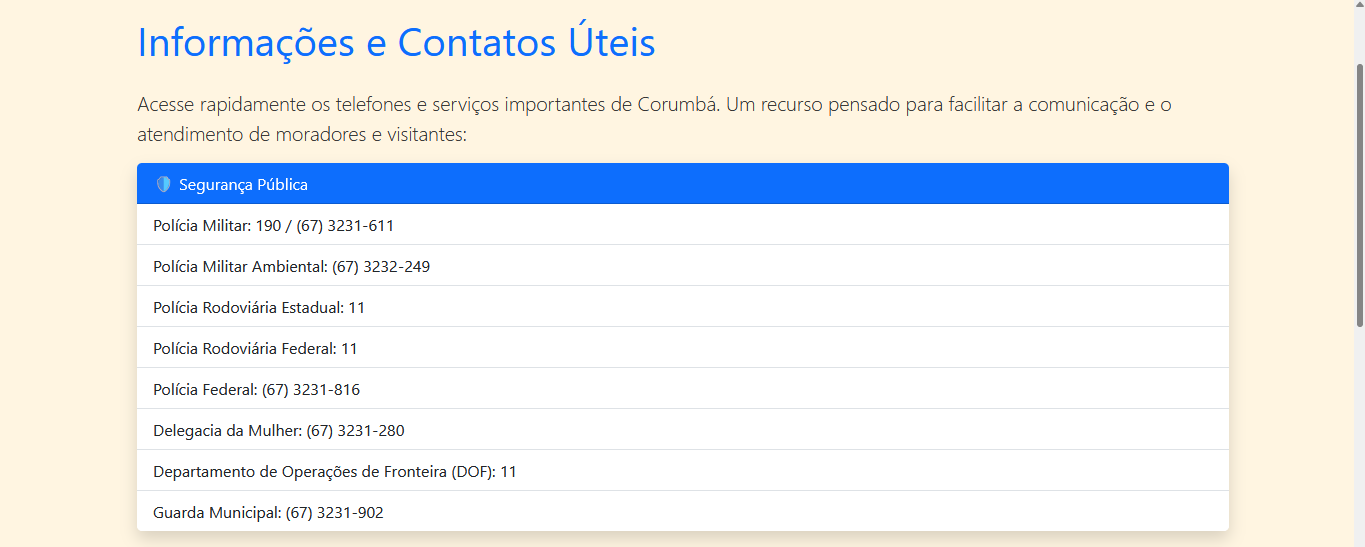 Informações e Contatos Úteis
Acesse rapidamente os telefones e serviços importantes de Corumbá. Um recurso pensado para facilitar a comunicação e o
atendimento de moradores e visitantes:
Segurança Pública
Polícia Militar: 190 / (67) 3231-611
Polícia Militar Ambiental: (67) 3232-249
Polícia Rodoviária Estadual: 11
Polícia Rodoviária Federal: 11
Polícia Federal: (67) 3231-816
Delegacia da Mulher: (67) 3231-280
Departamento de Operações de Fronteira (DOF): 11
Guarda Municipal: (67) 3231-902